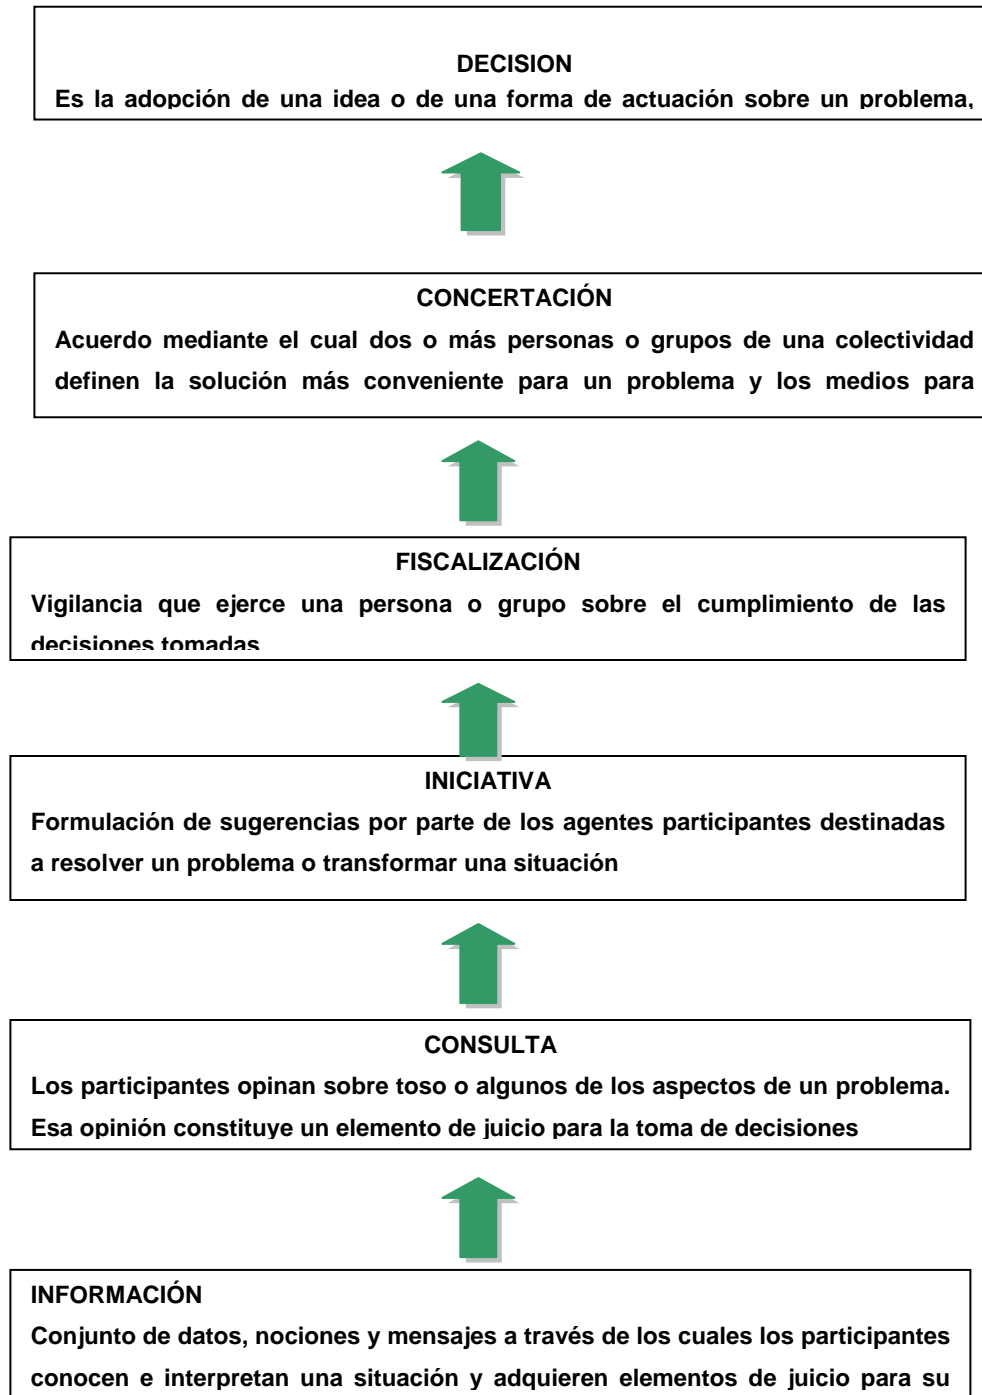 DECISION
Es la adopción de una idea o de una forma de actuación sobre un problema,
CONCERTACIÓN
Acuerdo mediante el cual dos o más personas o grupos de una colectividad
definen la solución más conveniente para un problema y los medios para
FISCALIZACIÓN
Vigilancia que ejerce una persona o grupo sobre el cumplimiento de las
decisiones tomadas
INICIATIVA
Formulación de sugerencias por parte de los agentes participantes destinadas
a resolver un problema o transformar una situación
CONSULTA
Los participantes opinan sobre toso o algunos de los aspectos de un problema.
Esa opinión constituye un elemento de juicio para la toma de decisiones
INFORMACIÓN
Conjunto de datos, nociones y mensajes a través de los cuales los participantes
conocen e interpretan una situación y adquieren elementos de juicio para su